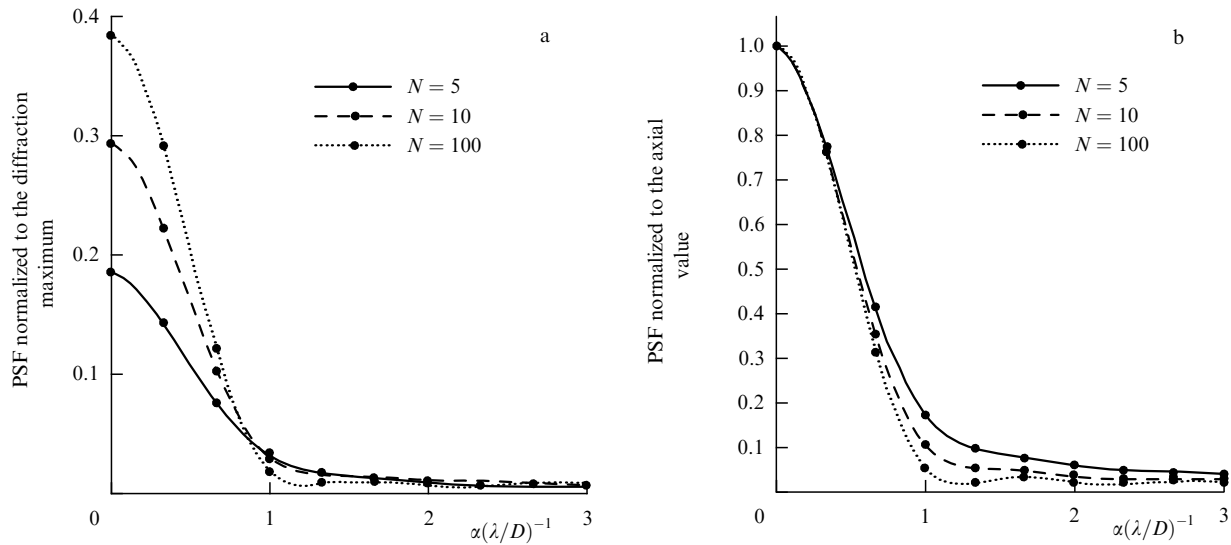 0.4
0.3
0.2
0.1
0
1
2
3
PSF normalized to the diffraction
maximum
α(λ/D)⁻¹
a
N = 5
N = 10
N = 100
1.0
0.9
0.8
0.7
0.6
0.5
0.4
0.3
0.2
0.1
0
1
2
3
PSF normalized to the axial
value
α(λ/D)⁻¹
b
N = 5
N = 10
N = 100